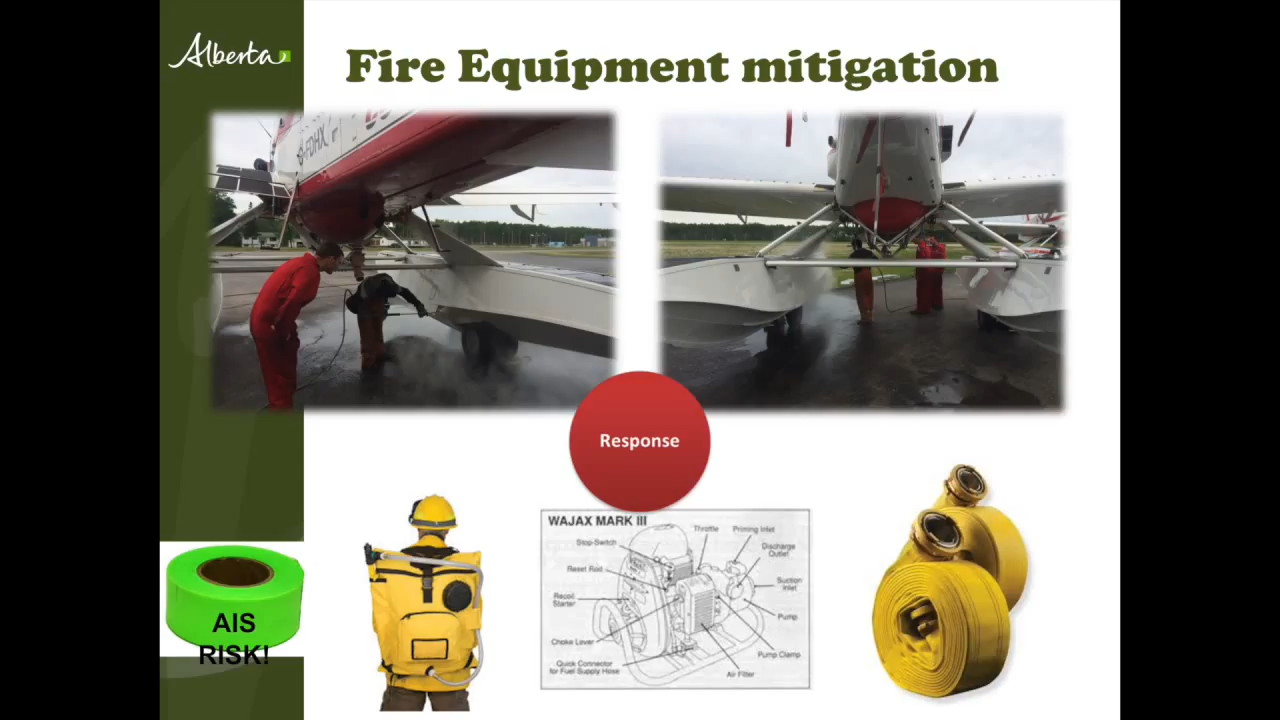 Alberta
Fire Equipment mitigation
C-FDHX
Response
WAJAX MARK III
Throttle
Priming Inlet
Stop-Switch
Discharge
Outlet
Reset Rod
Suction
Inlet
Recoil
Starter
Pump
Choke Lever
Pump Clamp
Quick Connector
for Fuel Supply Hose
Air Filter
AIS
RISK!